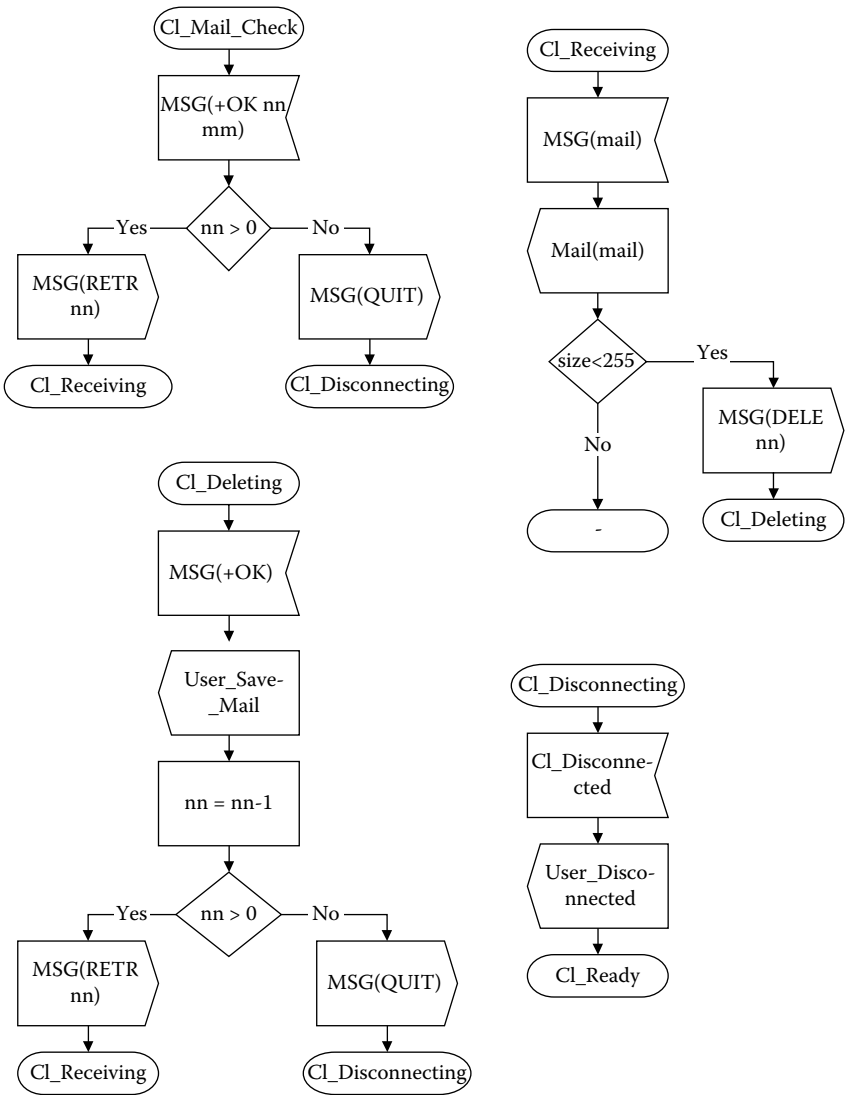 Cl_Mail_Check
MSG(+OK nn
mm)
nn > 0
Yes
No
MSG(RETR
nn)
MSG(QUIT)
Cl_Receiving
Cl_Disconnecting
Cl_Receiving
MSG(mail)
Mail(mail)
size<255
Yes
No
MSG(DELE
nn)
-
Cl_Deleting
Cl_Deleting
MSG(+OK)
User_Save-
_Mail
nn = nn-1
nn > 0
Yes
No
MSG(RETR
nn)
MSG(QUIT)
Cl_Receiving
Cl_Disconnecting
Cl_Disconnecting
Cl_Disconne-
cted
User_Disco-
nnected
Cl_Ready